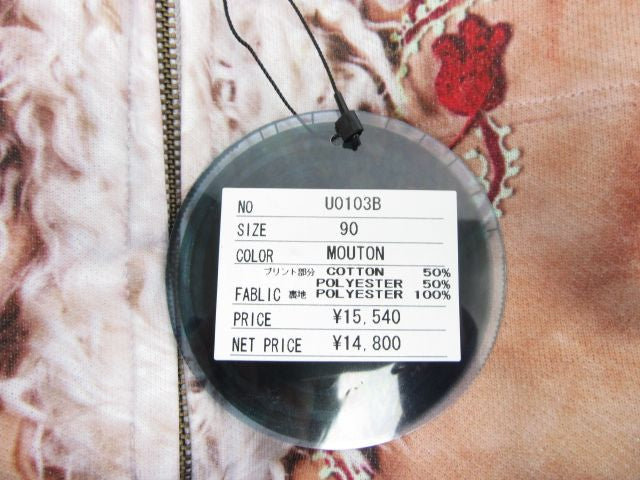 NO U0103B
SIZE 90
COLOR MOUTON
プリント部分 COTTON 50%
POLYESTER 50%
FABLIC 裏地 POLYESTER 100%
PRICE ¥15,540
NET PRICE ¥14,800